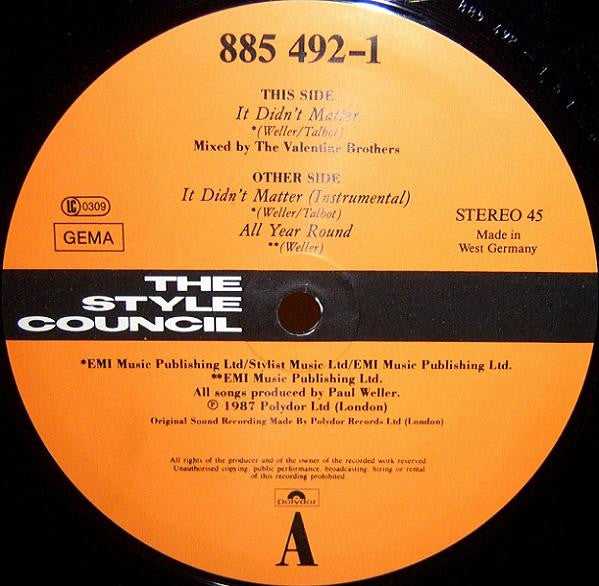 885 492-1
885 492-1 S1
THIS SIDE
It Didn't Matter
*(Weller/Talbot)
Mixed by The Valentine Brothers
OTHER SIDE
It Didn't Matter (Instrumental)
*(Weller/Talbot)
All Year Round
**(Weller)
LC 0309
GEMA
STEREO 45
Made in
West Germany
THE
STYLE
COUNCIL
*EMI Music Publishing Ltd/Stylist Music Ltd/EMI Music Publishing Ltd.
**EMI Music Publishing Ltd.
All songs produced by Paul Weller.
℗ 1987 Polydor Ltd (London)
Original Sound Recording Made By Polydor Records Ltd (London)
All rights of the producer and of the owner of the recorded work reserved.
Unauthorised copying, public performance, broadcasting, hiring or rental
of this recording prohibited.
Polydor
A